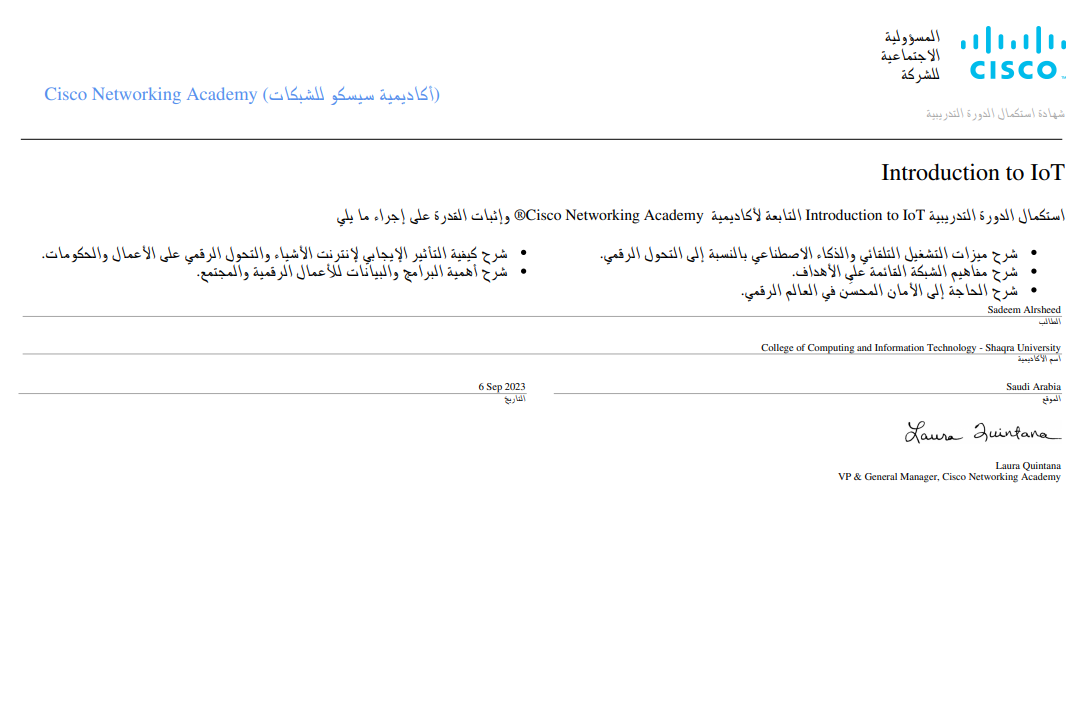 CISCO
المسؤولية
الاجتماعية
للشركة
Cisco Networking Academy (أكاديمية سيسكو للشبكات)
شهادة استكمال الدورة التدريبية
Introduction to IoT
استكمال الدورة التدريبية Introduction to IoT التابعة لأكاديمية Cisco Networking Academy® وإثبات القدرة على إجراء ما يلي
• شرح ميزات التشغيل التلقائي والذكاء الاصطناعي بالنسبة إلى التحول الرقمي.
• شرح مفاهيم الشبكة القائمة على الأهداف.
• شرح الحاجة إلى الأمان المحسَّن في العالم الرقمي.
• شرح كيفية التأثير الإيجابي لإنترنت الأشياء والتحول الرقمي على الأعمال والحكومات.
• شرح أهمية البرامج والبيانات للأعمال الرقمية والمجتمع.
Sadeem Alrsheed
الطالب
College of Computing and Information Technology - Shaqra University
اسم الأكاديمية
Saudi Arabia
الموقع
6 Sep 2023
التاريخ
Laura Quintana
Laura Quintana
VP & General Manager, Cisco Networking Academy